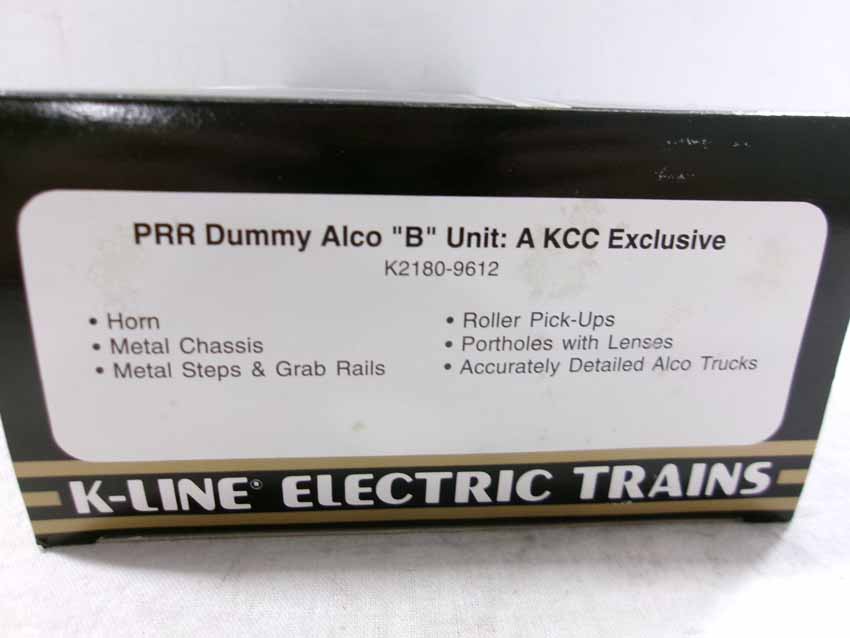 PRR Dummy Alco "B" Unit: A KCC Exclusive
K2180-9612
• Horn
• Metal Chassis
• Metal Steps & Grab Rails
• Roller Pick-Ups
• Portholes with Lenses
• Accurately Detailed Alco Trucks
K-LINE® ELECTRIC TRAINS